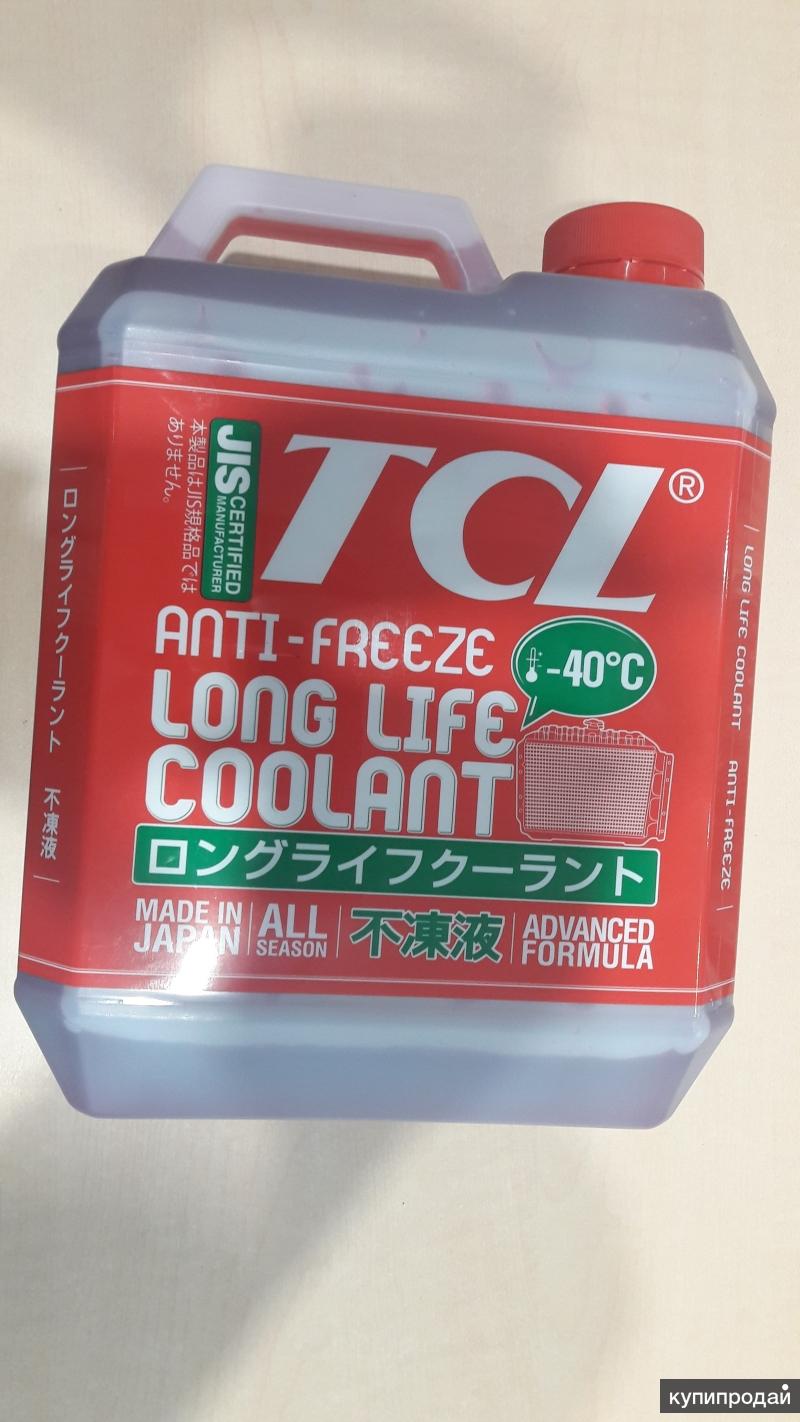 TCL®
JIS CERTIFIED
MANUFACTURER
本製品はJIS規格品では
ありません。
ANTI-FREEZE
-40°C
LONG LIFE
COOLANT
ロングライフクーラント
MADE IN
JAPAN
ALL
SEASON
不凍液
ADVANCED
FORMULA
ロングライフクーラント 不凍液
LONG LIFE COOLANT ANTI-FREEZE
купипродай